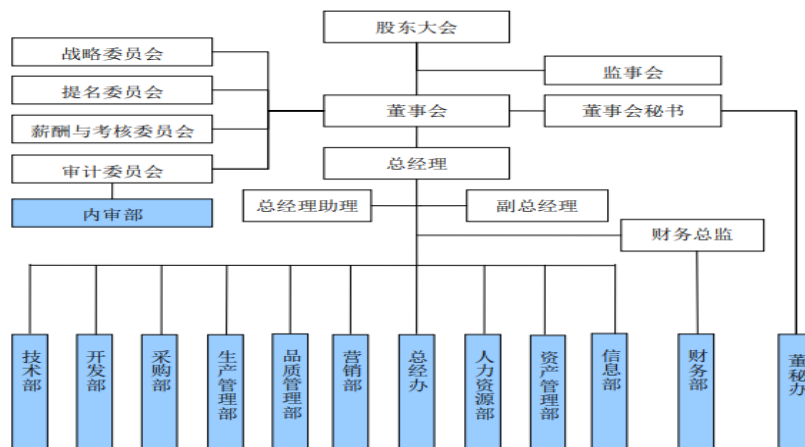 股东大会
战略委员会
监事会
提名委员会
董事会
董事会秘书
薪酬与考核委员会
总经理
审计委员会
内审部
总经理助理
副总经理
财务总监
技术部
开发部
采购部
生产管理部
品质管理部
营销部
总经办
人力资源部
资产管理部
信息部
财务部
董秘办